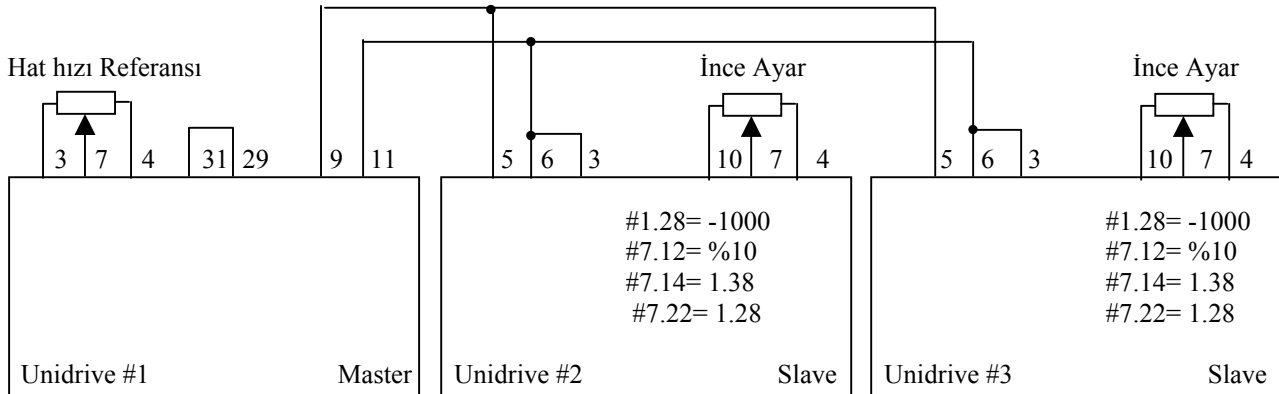 Hat hızı Referansı
İnce Ayar
İnce Ayar
3 7 4 31 29 9 11
5 6 3 10 7 4
5 6 3 10 7 4
#1.28= -1000
#7.12= %10
#7.14= 1.38
#7.22= 1.28
#1.28= -1000
#7.12= %10
#7.14= 1.38
#7.22= 1.28
Unidrive #1 Master
Unidrive #2 Slave
Unidrive #3 Slave